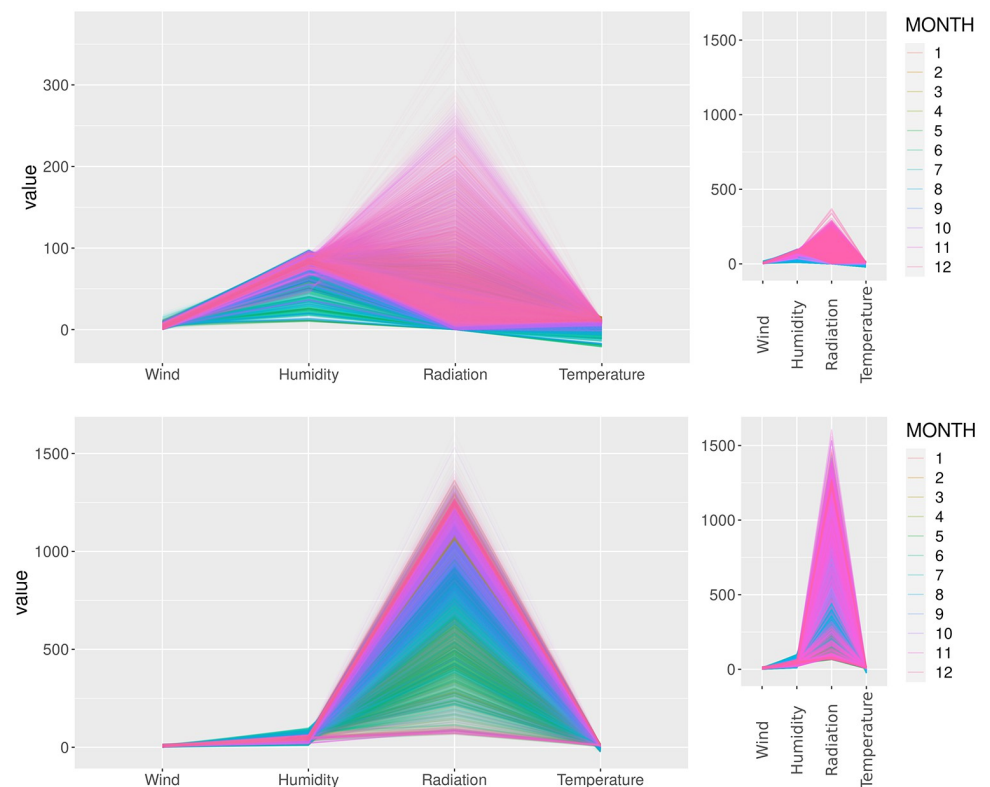 value
300
200
100
0
Wind
Humidity
Radiation
Temperature
1500
1000
500
0
Wind
Humidity
Radiation
Temperature
MONTH
1
2
3
4
5
6
7
8
9
10
11
12
value
1500
1000
500
0
Wind
Humidity
Radiation
Temperature
1500
1000
500
0
Wind
Humidity
Radiation
Temperature
MONTH
1
2
3
4
5
6
7
8
9
10
11
12